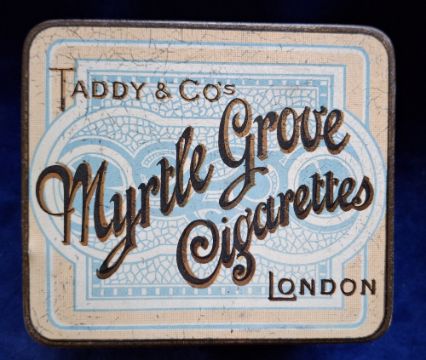 TADDY & CO'S
Myrtle Grove
Cigarettes
LONDON